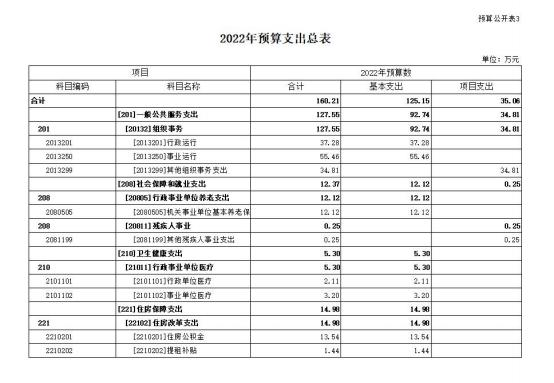 预算公开表3
2022年预算支出总表
单位：万元
项目 2022年预算数
科目编码 科目名称 合计 基本支出 项目支出
合计 160.21 125.15 35.06
[201]一般公共服务支出 127.55 92.74 34.81
201 [20132]组织事务 127.55 92.74 34.81
2013201 [2013201]行政运行 37.28 37.28
2013250 [2013250]事业运行 55.46 55.46
2013299 [2013299]其他组织事务支出 34.81 34.81
[208]社会保障和就业支出 12.37 12.12 0.25
208 [20805]行政事业单位养老支出 12.12 12.12
2080505 [2080505]机关事业单位基本养老保 12.12 12.12
208 [20811]残疾人事业 0.25 0.25
2081199 [2081199]其他残疾人事业支出 0.25 0.25
[210]卫生健康支出 5.30 5.30
210 [21011]行政事业单位医疗 5.30 5.30
2101101 [2101101]行政单位医疗 2.11 2.11
2101102 [2101102]事业单位医疗 3.20 3.20
[221]住房保障支出 14.98 14.98
221 [22102]住房改革支出 14.98 14.98
2210201 [2210201]住房公积金 13.54 13.54
2210202 [2210202]提租补贴 1.44 1.44